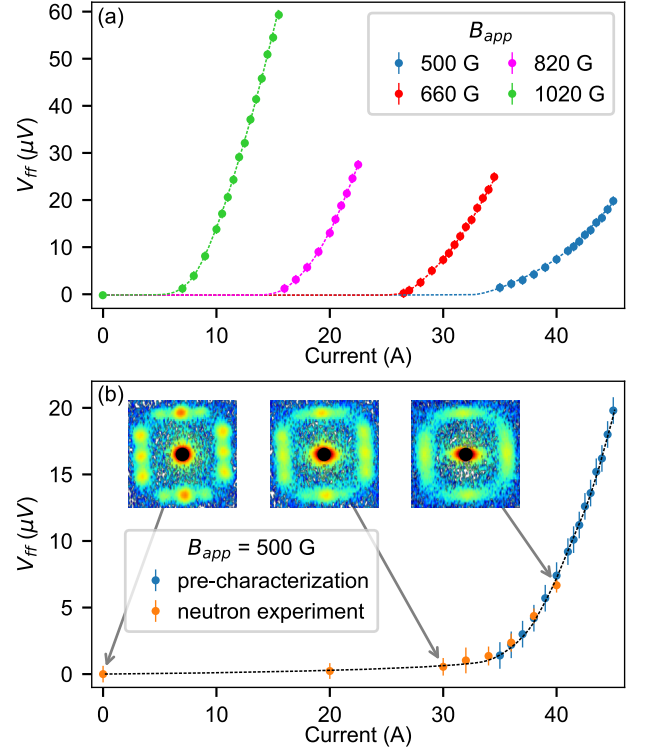 (a)
B_app
500 G 820 G
660 G 1020 G
V_ff (μV)
60
50
40
30
20
10
0
0 10 20 30 40
Current (A)
(b)
B_app = 500 G
pre-characterization
neutron experiment
V_ff (μV)
20
15
10
5
0
0 10 20 30 40
Current (A)